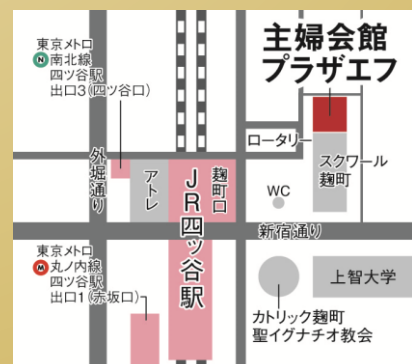 主婦会館
プラザエフ
東京メトロ
N南北線
四ツ谷駅
出口3(四ツ谷口)
ロータリー
スクワール
麹町
外堀通り
アトレ
JR四ッ谷駅
麹町口
WC
新宿通り
東京メトロ
M丸ノ内線
四ツ谷駅
出口1(赤坂口)
上智大学
カトリック麹町
聖イグナチオ教会